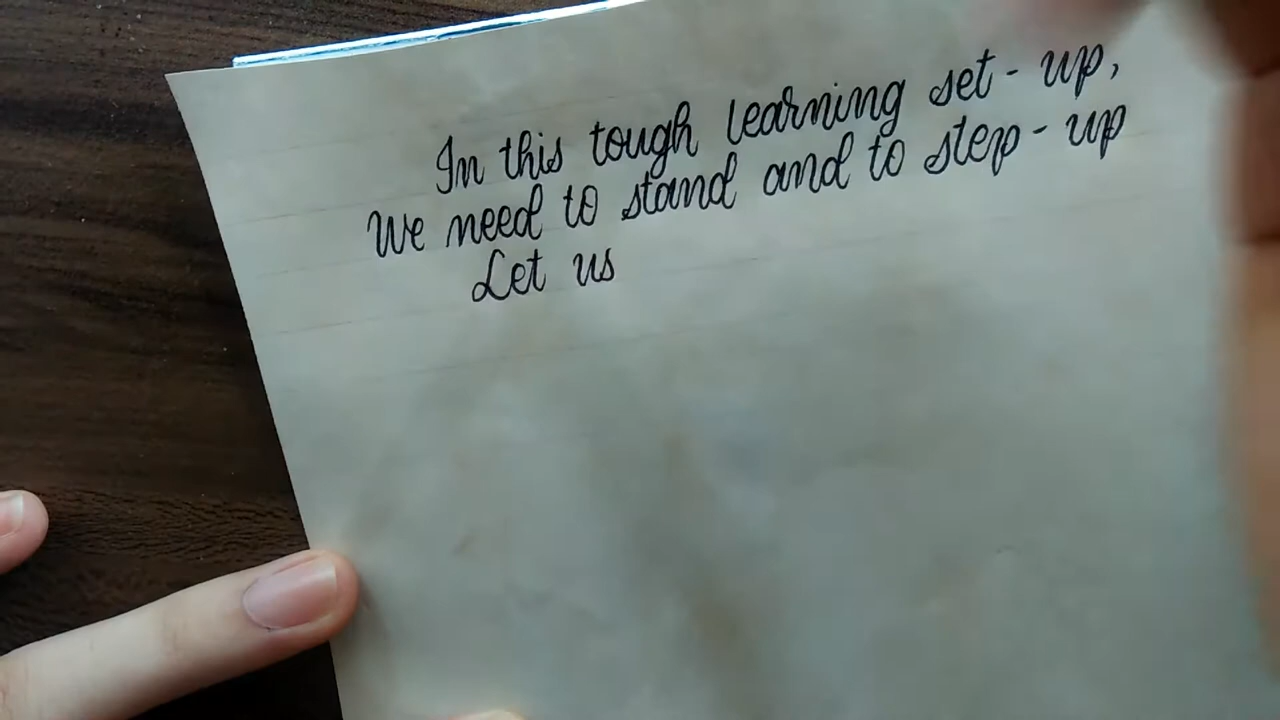 In this tough learning set-up,
We need to stand and to step-up
Let us